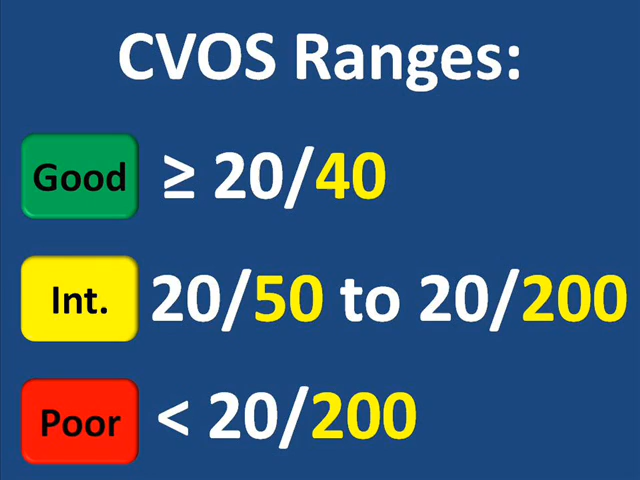 CVOS Ranges:
Good ≥ 20/40
Int. 20/50 to 20/200
Poor < 20/200